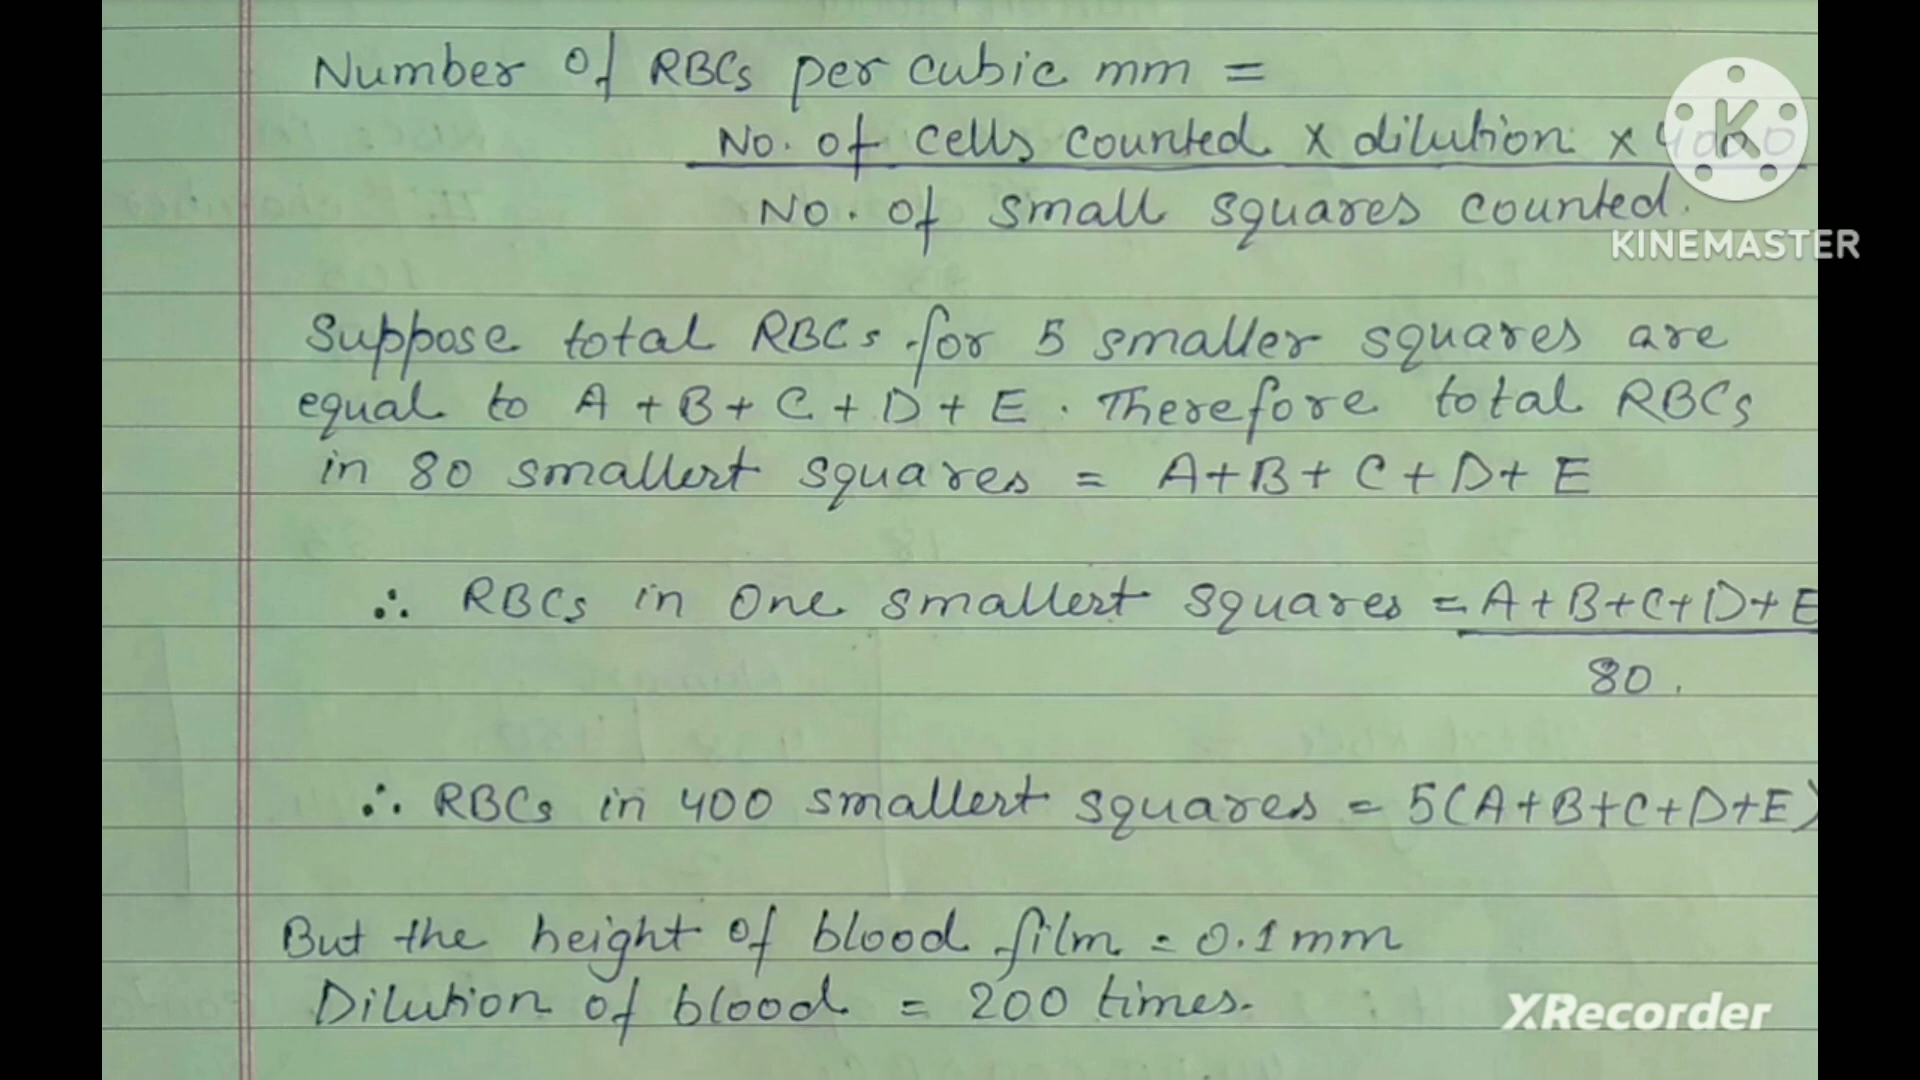 Number of RBCs per cubic mm =
No. of cells counted x dilution x 4000
No. of small squares counted.
K
KINEMASTER
Suppose total RBCs for 5 smaller squares are
equal to A + B + C + D + E. Therefore total RBCs
in 80 smallest squares = A + B + C + D + E
∴ RBCs in One smallest squares = A + B + C + D + E
80.
∴ RBCs in 400 smallest squares = 5(A+B+C+D+E)
But the height of blood film = 0.1 mm
Dilution of blood = 200 times.
XRecorder